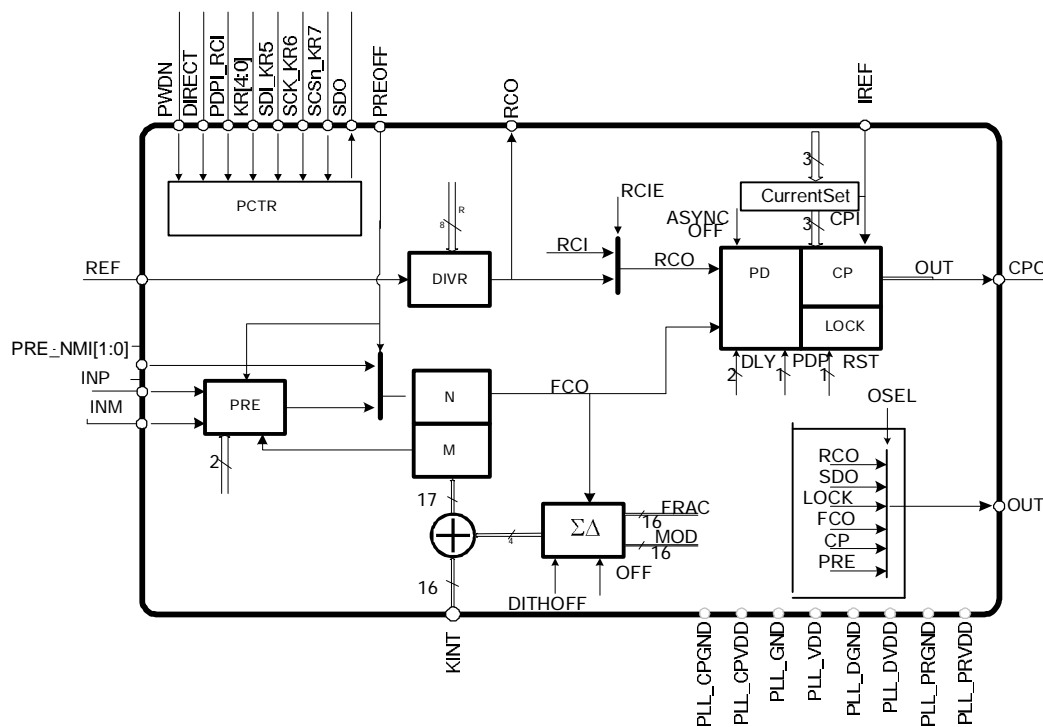 PWDN
DIRECT
PDPI_RCI
KR[4:0]
SDI_KR5
SCK_KR6
SCSn_KR7
SDO
PREOFF
RCO
IREF
PCTR
8
R
RCIE
3
CurrentSet
ASYNC
OFF
3
CPI
RCI
RCO
REF
DIVR
PD
CP
OUT
CPO
LOCK
PRE_NMI[1:0]
INP
INM
PRE
N
M
FCO
DLY
PDP
RST
2
1
1
OSEL
2
17
RCO
SDO
LOCK
FCO
CP
PRE
OUT
ΣΔ
4
FRAC
16
MOD
16
OFF
DITHOFF
16
KINT
PLL_CPGND
PLL_CPVDD
PLL_GND
PLL_VDD
PLL_DGND
PLL_DVDD
PLL_PRGND
PLL_PRVDD